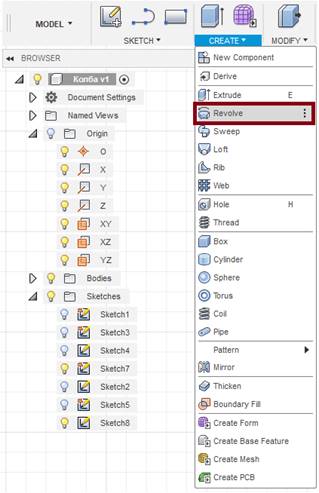 MODEL
SKETCH
CREATE
MODIFY
BROWSER
Колба v1
Document Settings
Named Views
Origin
O
X
Y
Z
XY
XZ
YZ
Bodies
Sketches
Sketch1
Sketch3
Sketch4
Sketch7
Sketch2
Sketch5
Sketch8
New Component
Derive
Extrude E
Revolve
Sweep
Loft
Rib
Web
Hole H
Thread
Box
Cylinder
Sphere
Torus
Coil
Pipe
Pattern
Mirror
Thicken
Boundary Fill
Create Form
Create Base Feature
Create Mesh
Create PCB